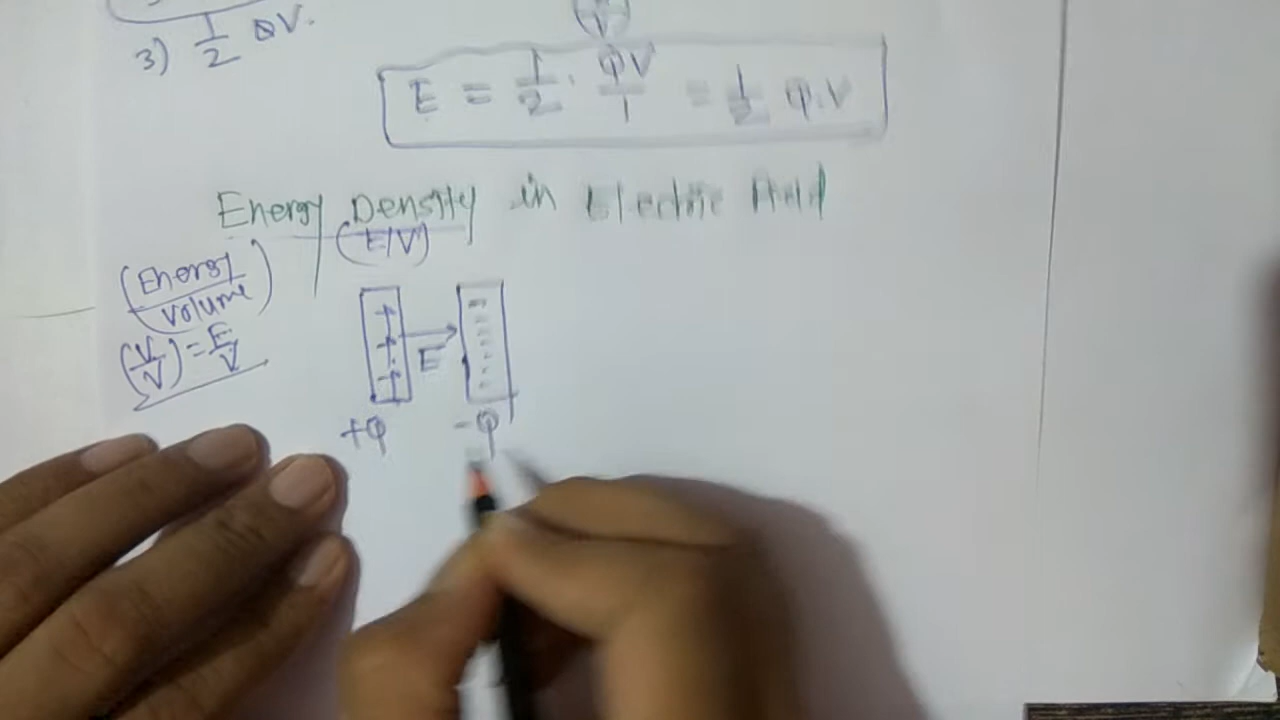 3) 1/2 QV.
E = 1/2 . QV/1 = 1/2 Q.V
Energy Density in Electric Field
(E/V)
(Energy/Volume)
(V/V) = E/V
+ + +
E
- - - - - -
+Q -Q